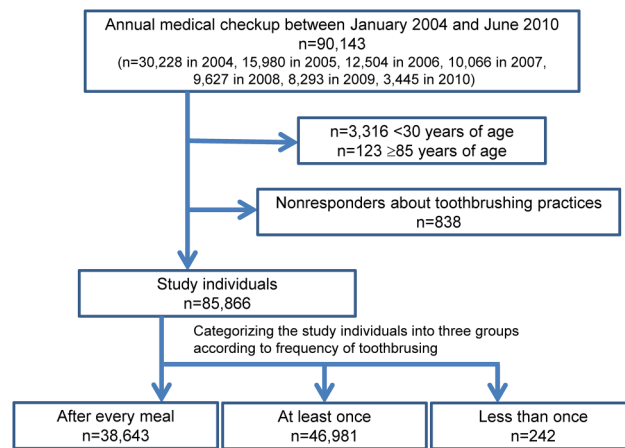 Annual medical checkup between January 2004 and June 2010
n=90,143
(n=30,228 in 2004, 15,980 in 2005, 12,504 in 2006, 10,066 in 2007,
9,627 in 2008, 8,293 in 2009, 3,445 in 2010)
n=3,316 <30 years of age
n=123 ≥85 years of age
Nonresponders about toothbrushing practices
n=838
Study individuals
n=85,866
Categorizing the study individuals into three groups
according to frequency of toothbrusing
After every meal
n=38,643
At least once
n=46,981
Less than once
n=242